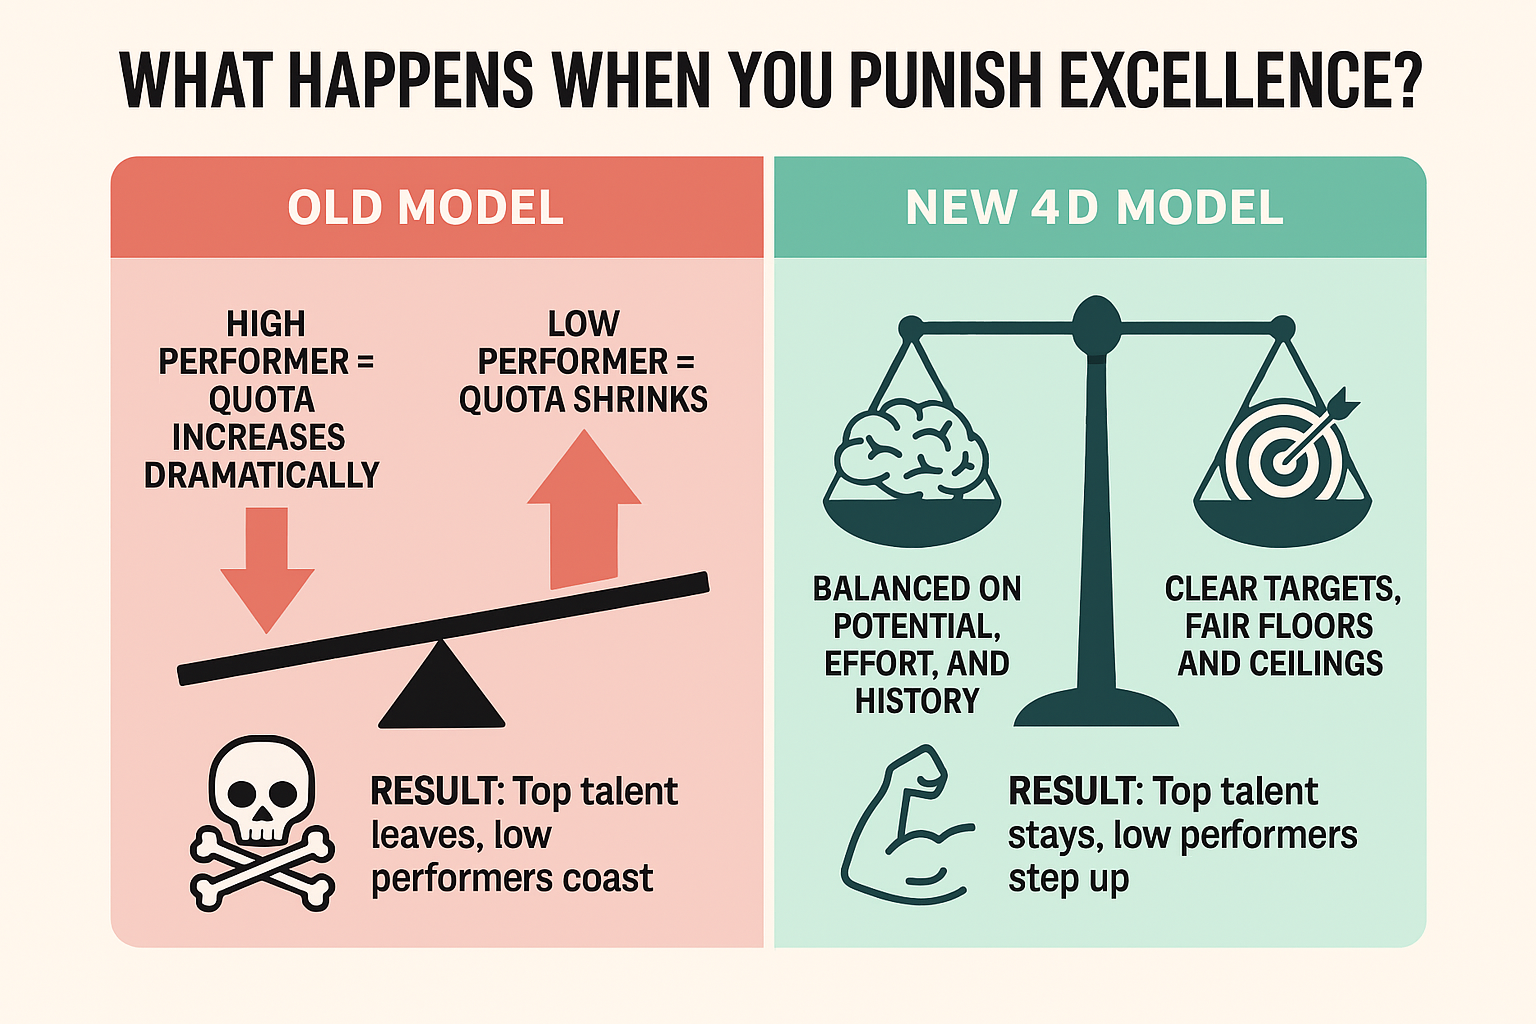 WHAT HAPPENS WHEN YOU PUNISH EXCELLENCE?
OLD MODEL
HIGH
PERFORMER =
QUOTA
INCREASES
DRAMATICALLY
LOW
PERFORMER =
QUOTA SHRINKS
RESULT: Top talent
leaves, low
performers coast
NEW 4D MODEL
BALANCED ON
POTENTIAL,
EFFORT, AND
HISTORY
CLEAR TARGETS,
FAIR FLOORS
AND CEILINGS
RESULT: Top talent
stays, low performers
step up